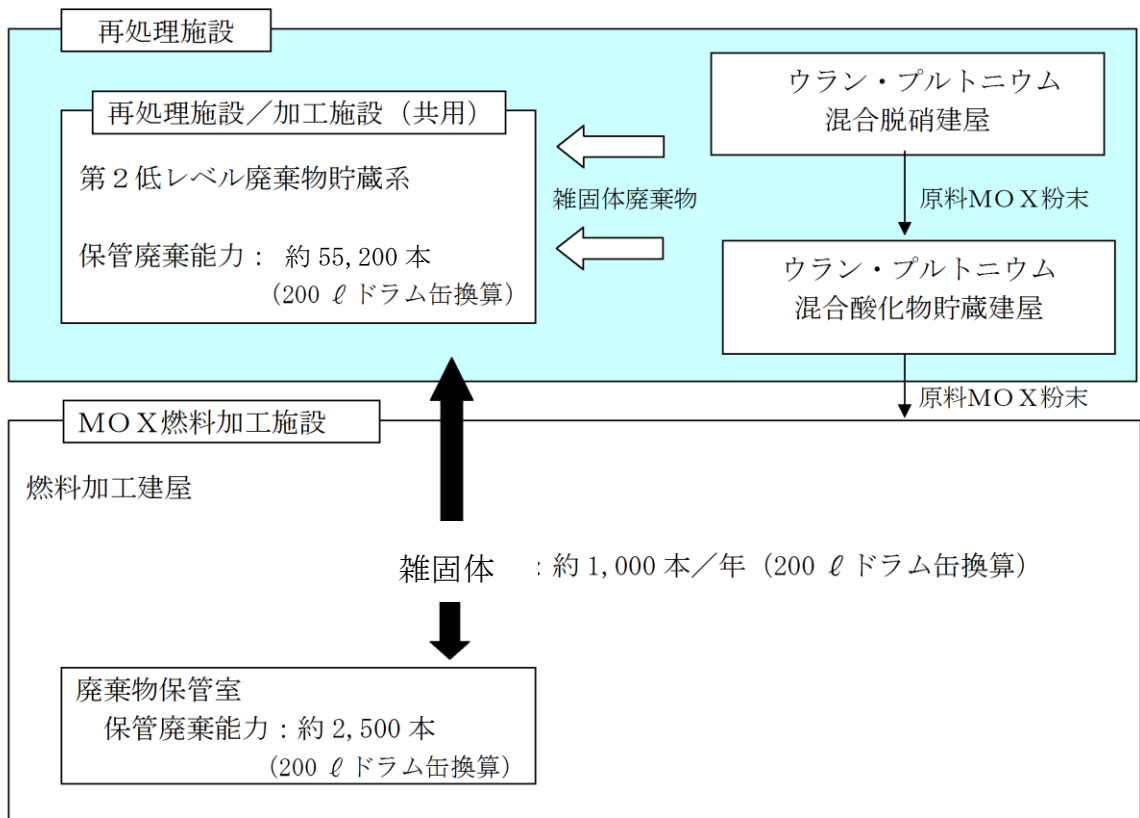 再処理施設
再処理施設／加工施設（共用）
第２低レベル廃棄物貯蔵系
保管廃棄能力： 約 55,200 本
（200 ℓ ドラム缶換算）
雑固体廃棄物
ウラン・プルトニウム
混合脱硝建屋
原料ＭＯＸ粉末
ウラン・プルトニウム
混合酸化物貯蔵建屋
原料ＭＯＸ粉末
ＭＯＸ燃料加工施設
燃料加工建屋
雑固体 ：約 1,000 本／年（200 ℓ ドラム缶換算）
廃棄物保管室
保管廃棄能力：約 2,500 本
（200 ℓ ドラム缶換算）